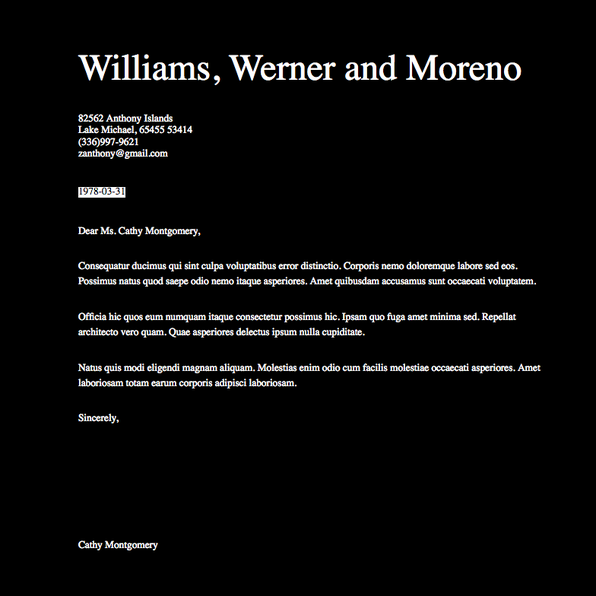 Williams, Werner and Moreno
82562 Anthony Islands
Lake Michael, 65455 53414
(336)997-9621
zanthony@gmail.com
1978-03-31
Dear Ms. Cathy Montgomery,
Consequatur ducimus qui sint culpa voluptatibus error distinctio. Corporis nemo doloremque labore sed eos.
Possimus natus quod saepe odio nemo itaque asperiores. Amet quibusdam accusamus sunt occaecati voluptatem.
Officia hic quos eum numquam itaque consectetur possimus hic. Ipsam quo fuga amet minima sed. Repellat
architecto vero quam. Quae asperiores delectus ipsum nulla cupiditate.
Natus quis modi eligendi magnam aliquam. Molestias enim odio cum facilis molestiae occaecati asperiores. Amet
laboriosam totam earum corporis adipisci laboriosam.
Sincerely,
Cathy Montgomery